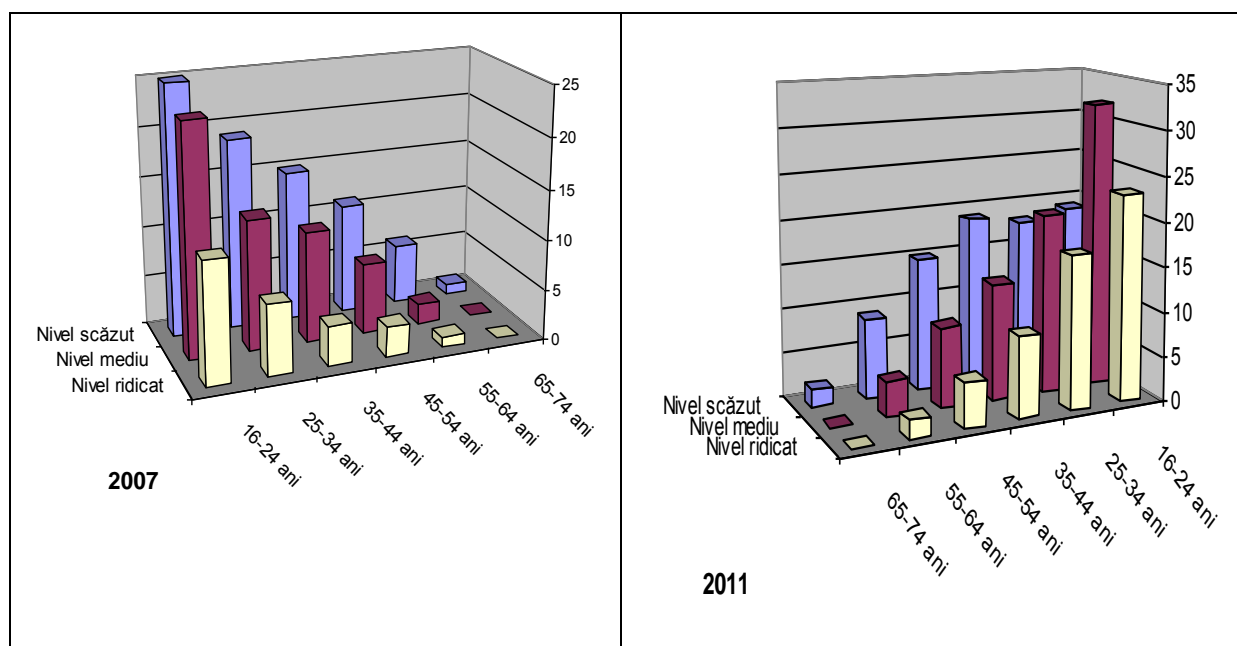 25
20
15
10
5
0
Nivel scăzut
Nivel mediu
Nivel ridicat
16-24 ani
25-34 ani
35-44 ani
45-54 ani
55-64 ani
65-74 ani
2007
35
30
25
20
15
10
5
0
Nivel scăzut
Nivel mediu
Nivel ridicat
65-74 ani
55-64 ani
45-54 ani
35-44 ani
25-34 ani
16-24 ani
2011